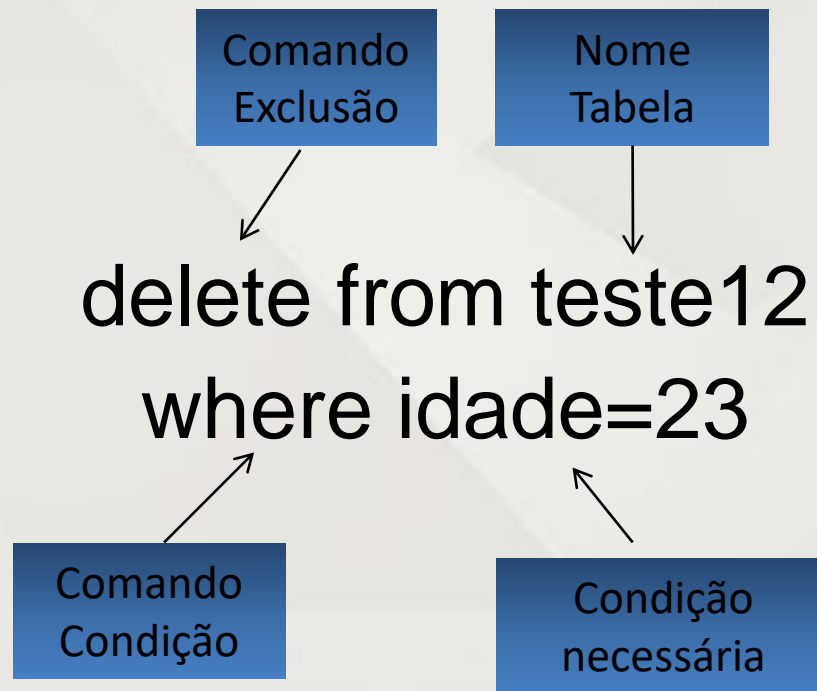 Comando
Exclusão
Nome
Tabela
delete from teste12
where idade=23
Comando
Condição
Condição
necessária